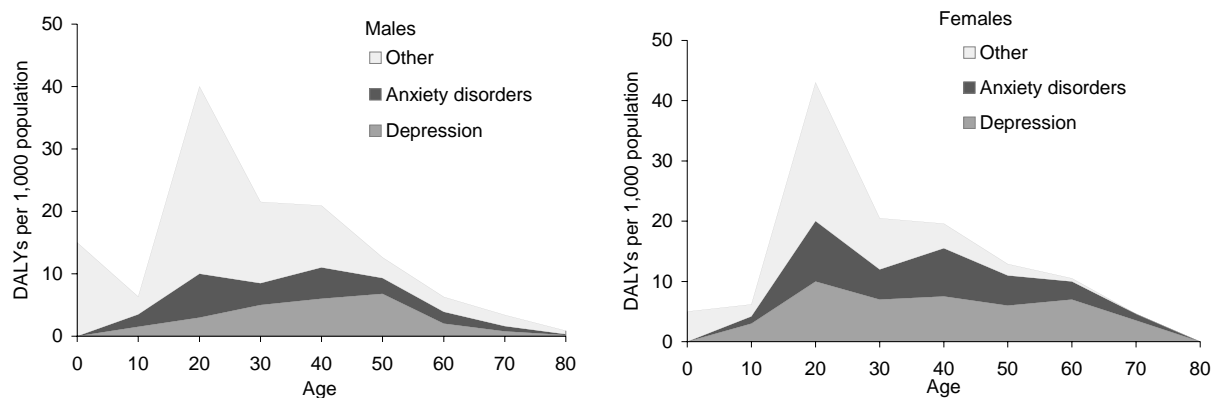 Males
Other
Anxiety disorders
Depression
DALYs per 1,000 population
50
40
30
20
10
0
0 10 20 30 40 50 60 70 80
Age
Females
Other
Anxiety disorders
Depression
DALYs per 1,000 population
50
40
30
20
10
0
0 10 20 30 40 50 60 70 80
Age